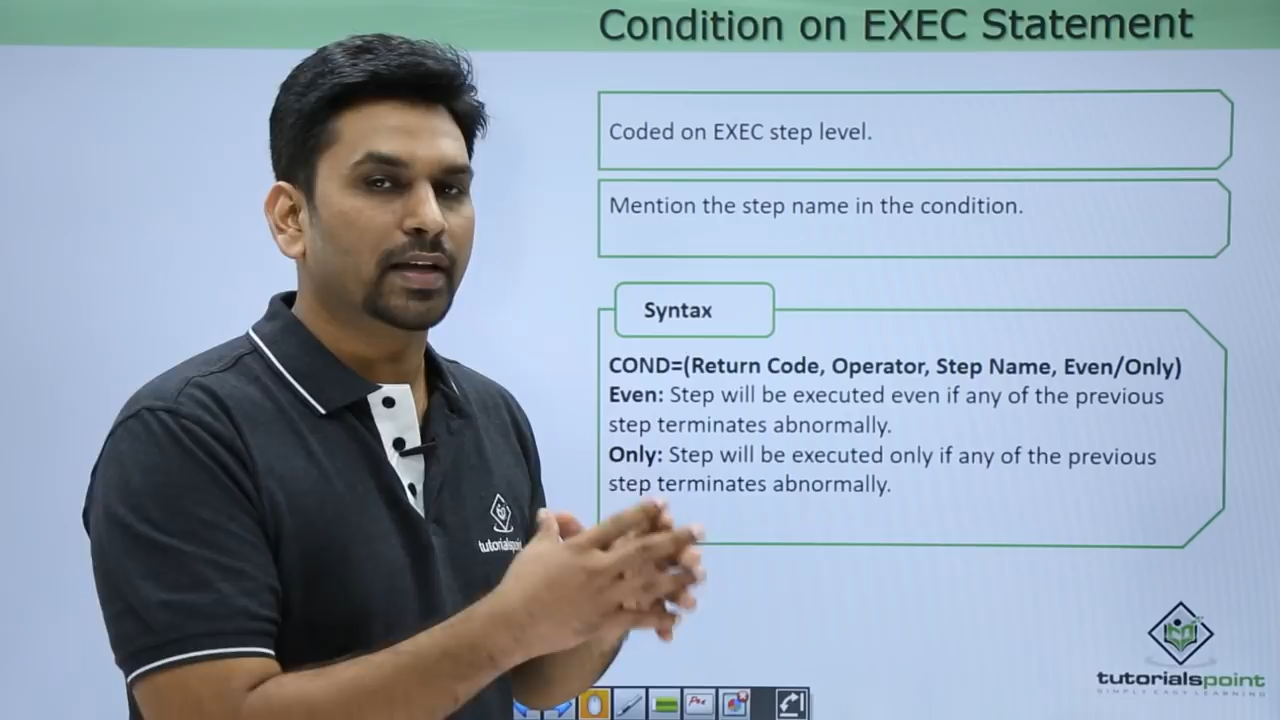 Condition on EXEC Statement
Coded on EXEC step level.
Mention the step name in the condition.
Syntax
COND=(Return Code, Operator, Step Name, Even/Only)
Even: Step will be executed even if any of the previous
step terminates abnormally.
Only: Step will be executed only if any of the previous
step terminates abnormally.
tutorialspoint
tutorialspoint
SIMPLY EASY LEARNING